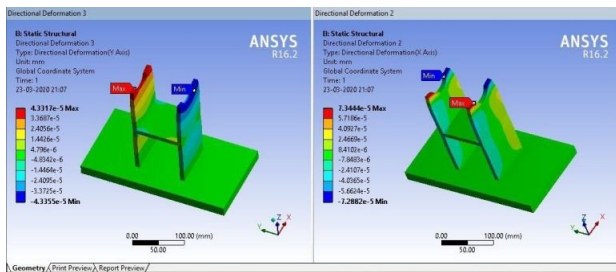 Directional Deformation 3
B: Static Structural
Directional Deformation 3
Type: Directional Deformation(Y Axis)
Unit: mm
Global Coordinate System
Time: 1
23-03-2020 21:07
4.3317e-5 Max
3.3687e-5
2.4056e-5
1.4426e-5
4.796e-6
-4.8342e-6
-1.4464e-5
-2.4095e-5
-3.3725e-5
-4.3355e-5 Min
ANSYS
R16.2
Max
Min
0.00
100.00 (mm)
50.00
Y
Z
X
Directional Deformation 2
B: Static Structural
Directional Deformation 2
Type: Directional Deformation(X Axis)
Unit: mm
Global Coordinate System
Time: 1
23-03-2020 21:07
7.3444e-5 Max
5.7186e-5
4.0927e-5
2.4669e-5
8.4102e-6
-7.8483e-6
-2.4107e-5
-4.0365e-5
-5.6624e-5
-7.2882e-5 Min
ANSYS
R16.2
Min
Max
0.00
100.00 (mm)
50.00
Y
Z
X
Geometry / Print Preview / Report Preview /